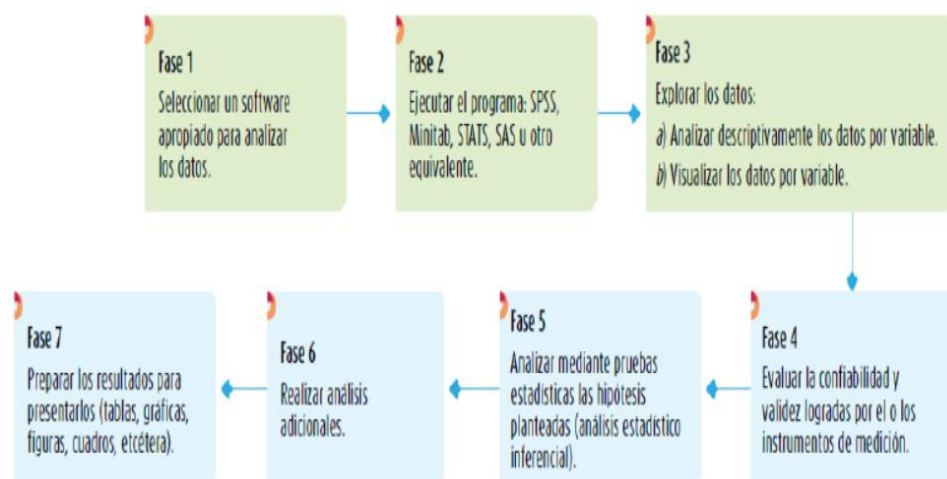 Fase 1
Seleccionar un software
apropiado para analizar
los datos.
Fase 2
Ejecutar el programa: SPSS,
Minitab, STATS, SAS u otro
equivalente.
Fase 3
Explorar los datos:
a) Analizar descriptivamente los datos por variable.
b) Visualizar los datos por variable.
Fase 4
Evaluar la confiabilidad y
validez logradas por el o los
instrumentos de medición.
Fase 5
Analizar mediante pruebas
estadísticas las hipótesis
planteadas (análisis estadístico
inferencial).
Fase 6
Realizar análisis
adicionales.
Fase 7
Preparar los resultados para
presentarlos (tablas, gráficas,
figuras, cuadros, etcétera).